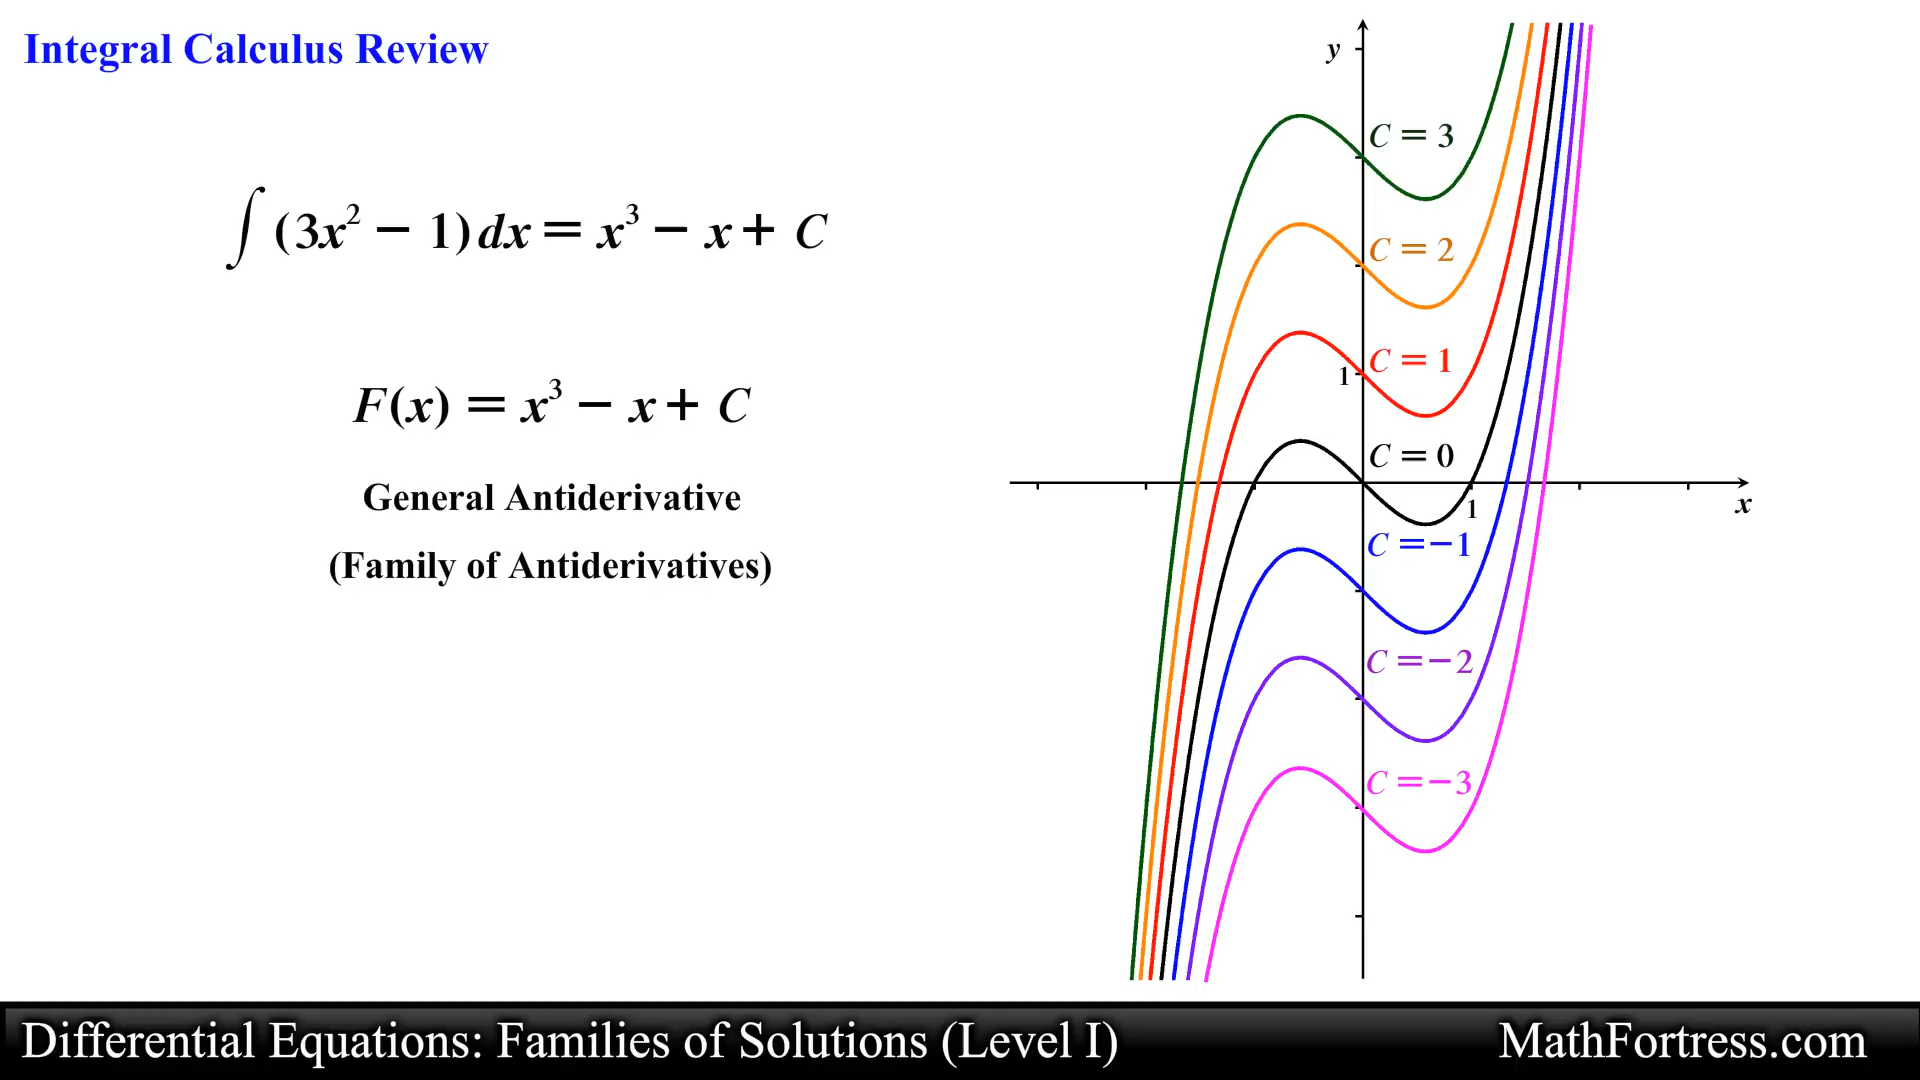 Integral Calculus Review
∫ (3x² − 1) dx = x³ − x + C
F(x) = x³ − x + C
General Antiderivative
(Family of Antiderivatives)
y
C = 3
C = 2
C = 1
1
C = 0
x
1
C = −1
C = −2
C = −3
Differential Equations: Families of Solutions (Level I)
MathFortress.com